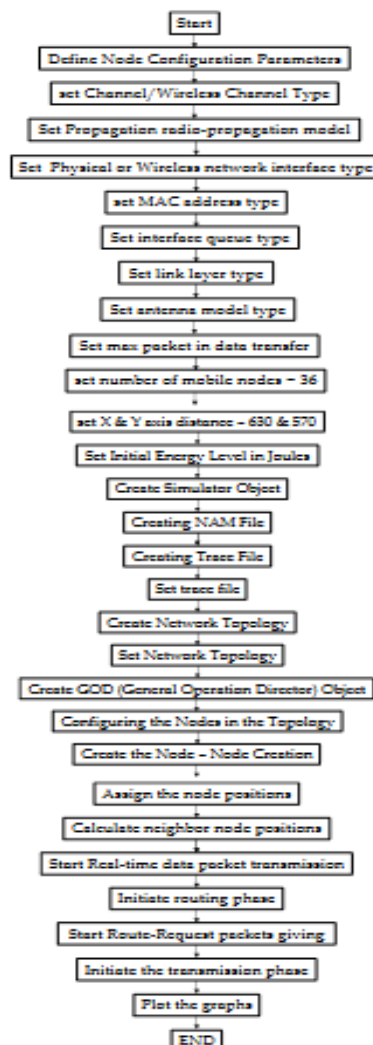 Start
Define Node Configuration Parameters
set Channel/Wireless Channel Type
Set Propagation radio-propagation model
Set Physical or Wireless network interface type
set MAC address type
Set interface queue type
Set link layer type
Set antenna model type
Set max packet in data transfer
set number of mobile nodes – 36
set X & Y axis distance – 630 & 570
Set Initial Energy Level in Joules
Create Simulator Object
Creating NAM File
Creating Trace File
Set trace file
Create Network Topology
Set Network Topology
Create GOD (General Operation Director) Object
Configuring the Nodes in the Topology
Create the Node – Node Creation
Assign the node positions
Calculate neighbor node positions
Start Real-time data packet transmission
Initiate routing phase
Start Route-Request packets giving
Initiate the transmission phase
Plot the graphs
END